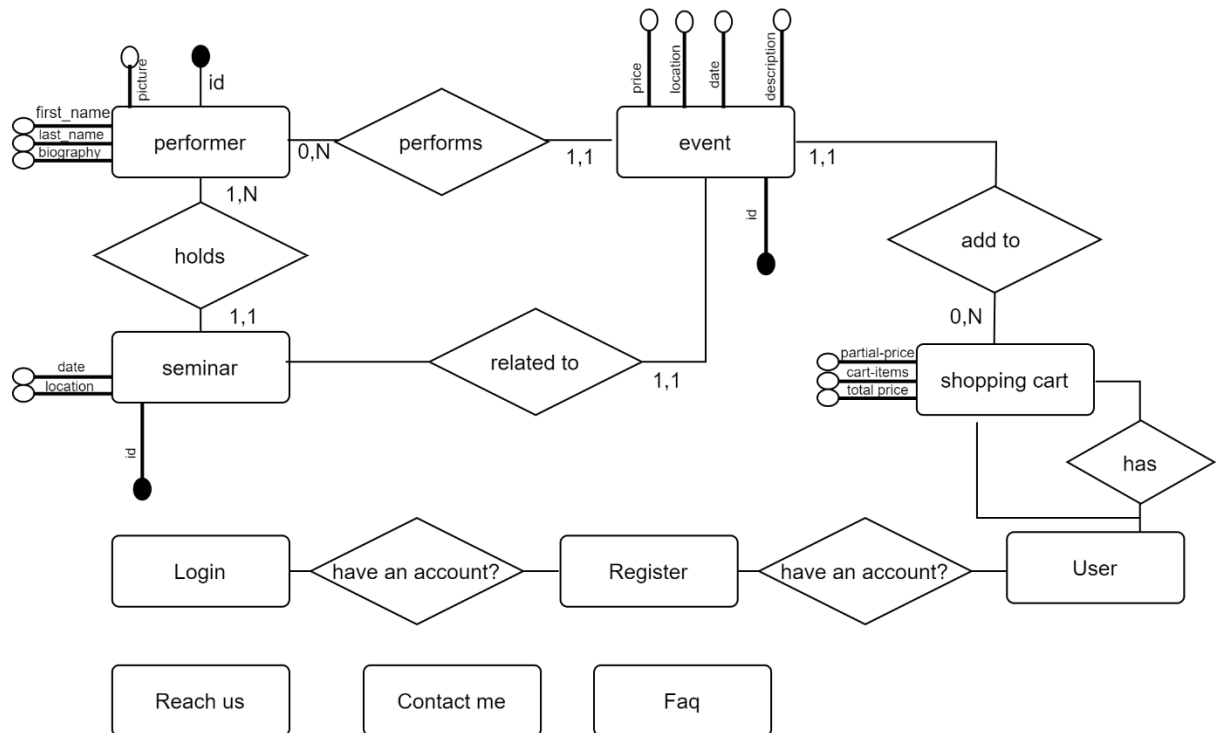 picture
id
price
location
date
description
first_name
last_name
biography
performer
0,N
performs
1,1
event
1,1
1,N
id
holds
add to
1,1
0,N
date
location
seminar
related to
1,1
partial-price
cart-items
total price
shopping cart
id
has
Login
have an account?
Register
have an account?
User
Reach us
Contact me
Faq